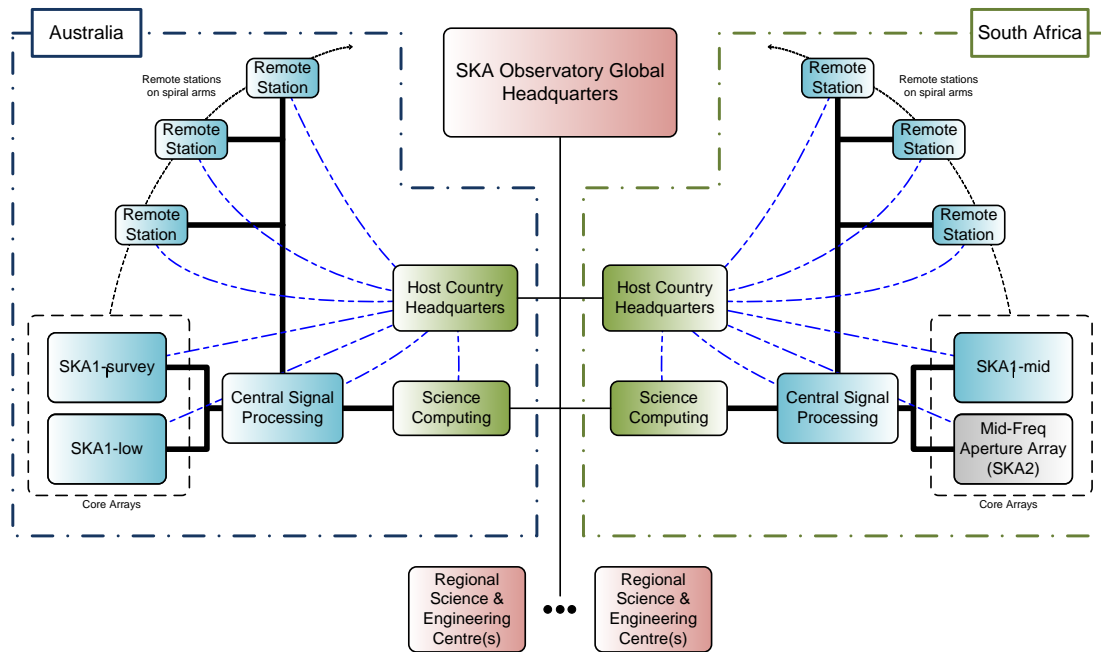 Australia
South Africa
SKA Observatory Global
Headquarters
Remote stations
on spiral arms
Remote
Station
Remote
Station
Remote
Station
Host Country
Headquarters
SKA1-survey
SKA1-low
Core Arrays
Central Signal
Processing
Science
Computing
Remote
Station
Remote stations
on spiral arms
Remote
Station
Remote
Station
Host Country
Headquarters
Science
Computing
Central Signal
Processing
SKA1-mid
Mid-Freq
Aperture Array
(SKA2)
Core Arrays
Regional
Science &
Engineering
Centre(s)
Regional
Science &
Engineering
Centre(s)